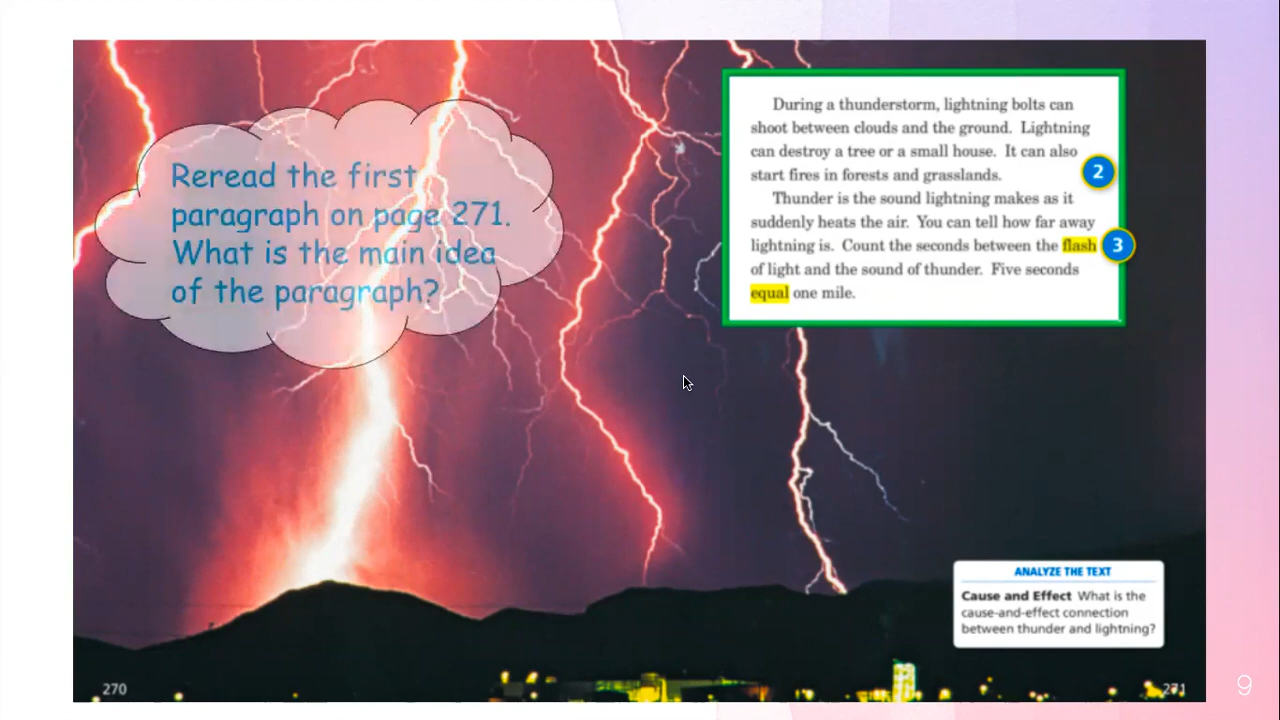 Reread the first
paragraph on page 271.
What is the main idea
of the paragraph?
During a thunderstorm, lightning bolts can
shoot between clouds and the ground. Lightning
can destroy a tree or a small house. It can also
start fires in forests and grasslands.
2
Thunder is the sound lightning makes as it
suddenly heats the air. You can tell how far away
lightning is. Count the seconds between the flash
3
of light and the sound of thunder. Five seconds
equal one mile.
ANALYZE THE TEXT
Cause and Effect What is the
cause-and-effect connection
between thunder and lightning?
270
271
9